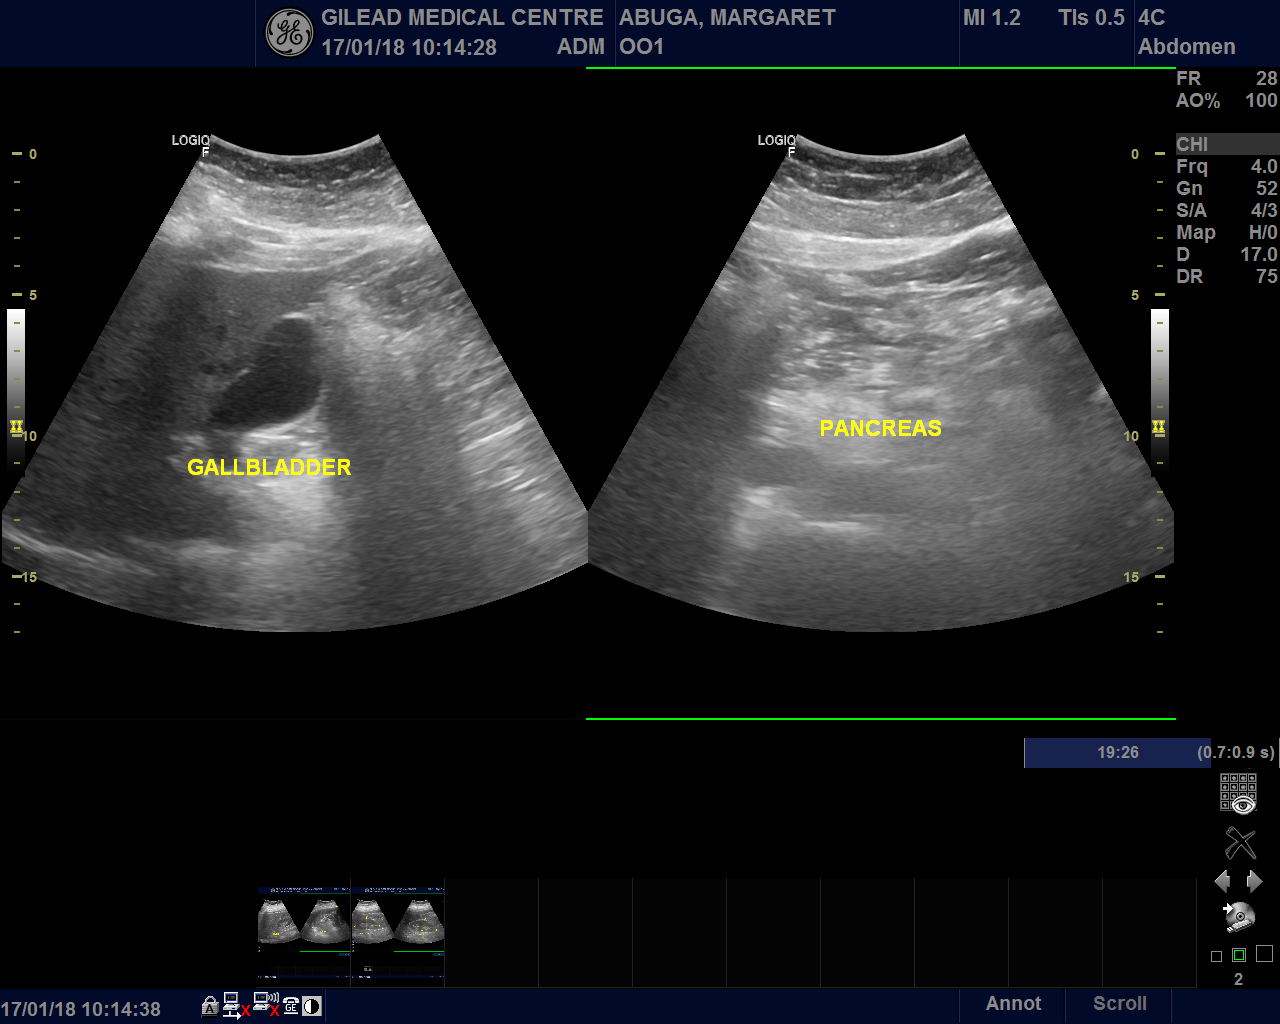 GILEAD MEDICAL CENTRE
17/01/18 10:14:28 ADM
ABUGA, MARGARET
OO1
MI 1.2 TIs 0.5
4C
Abdomen
FR 28
AO% 100
CHI
Frq 4.0
Gn 52
S/A 4/3
Map H/0
D 17.0
DR 75
LOGIQ
F
0
5
10
15
GALLBLADDER
LOGIQ
F
0
5
10
15
PANCREAS
19:26 (0.7:0.9 s)
2
17/01/18 10:14:38
Annot
Scroll